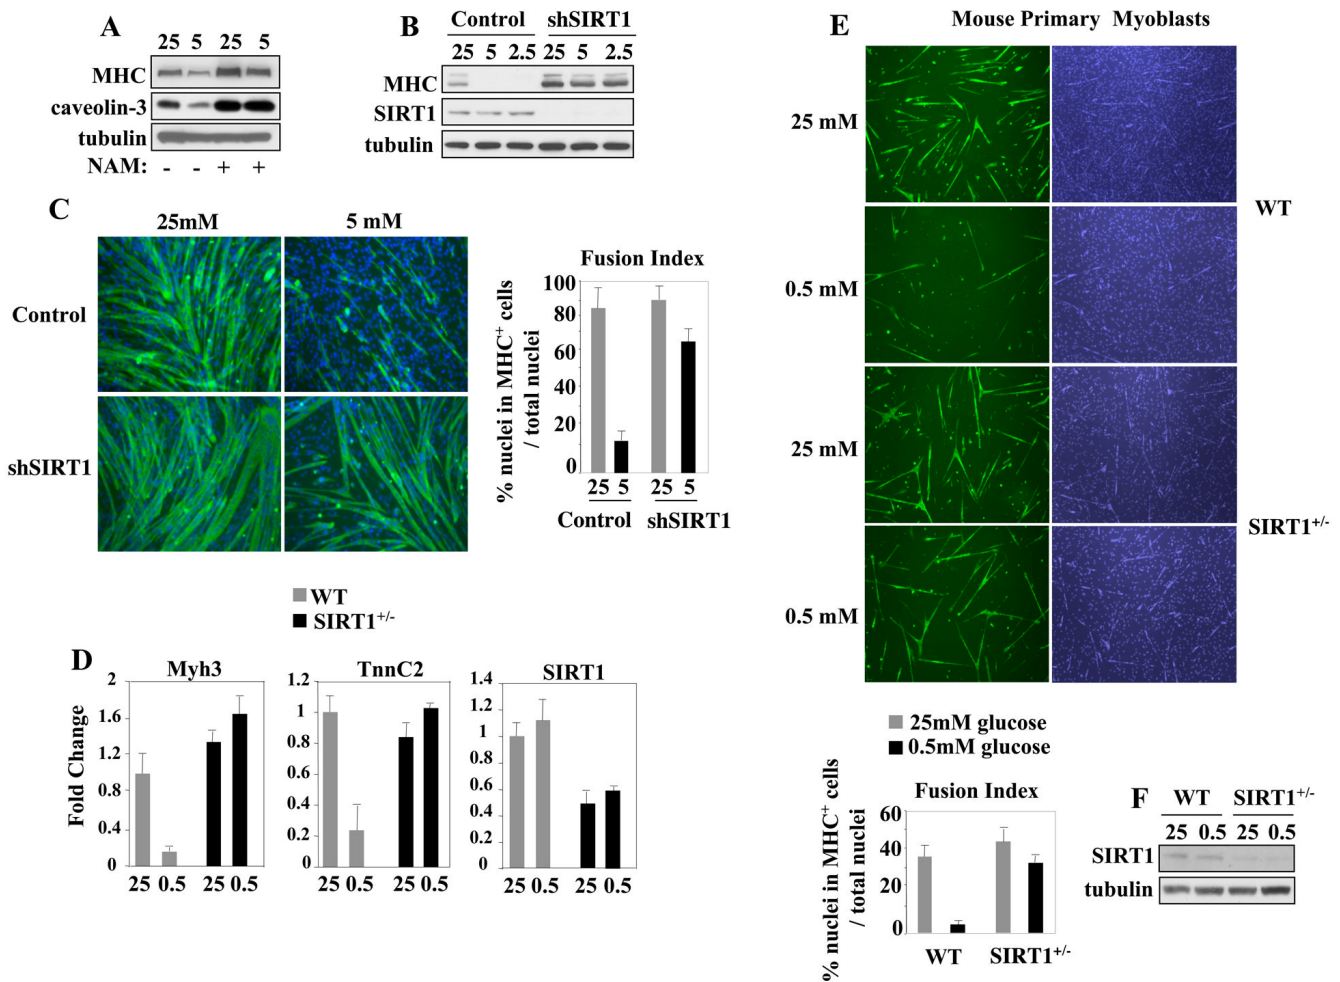 A
25 5 25 5
MHC
caveolin-3
tubulin
NAM: - - + +
B
Control shSIRT1
25 5 2.5 25 5 2.5
MHC
SIRT1
tubulin
C
25mM 5 mM
Control
shSIRT1
Fusion Index
% nuclei in MHC+ cells
/ total nuclei
100
80
60
40
20
0
25 5 25 5
Control shSIRT1
WT
SIRT1+/-
D
Fold Change
Myh3
2
1.6
1.2
0.8
0.4
0
25 0.5 25 0.5
TnnC2
1.2
1
0.8
0.6
0.4
0.2
0
25 0.5 25 0.5
SIRT1
1.4
1.2
1
0.8
0.6
0.4
0.2
0
25 0.5 25 0.5
E
Mouse Primary Myoblasts
25 mM
0.5 mM
WT
25 mM
0.5 mM
SIRT1+/-
25mM glucose
0.5mM glucose
Fusion Index
% nuclei in MHC+ cells
/ total nuclei
60
40
20
0
WT SIRT1+/-
F
WT SIRT1+/-
25 0.5 25 0.5
SIRT1
tubulin